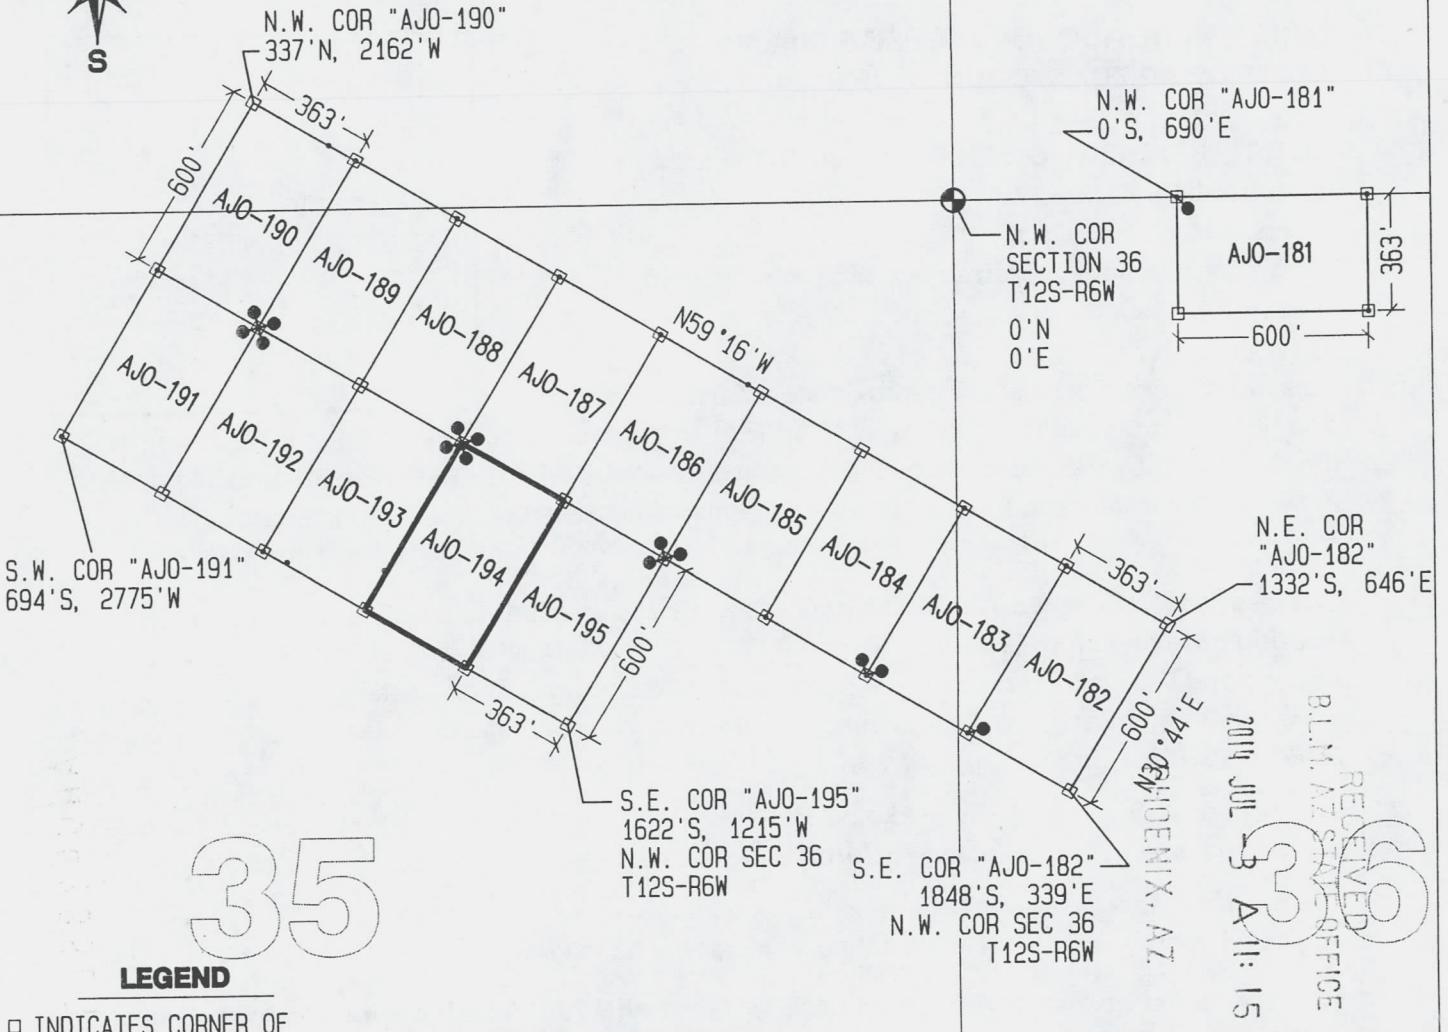 S
N.W. COR "AJO-190"
337'N, 2162'W
363'
600'
AJO-190
AJO-189
AJO-188
AJO-187
AJO-186
AJO-185
AJO-184
AJO-183
AJO-182
AJO-191
AJO-192
AJO-193
AJO-194
AJO-195
N59°16'W
N.W. COR "AJO-181"
0'S, 690'E
AJO-181
363'
600'
N.W. COR
SECTION 36
T12S-R6W
0'N
0'E
S.W. COR "AJO-191"
694'S, 2775'W
600'
363'
363'
N.E. COR
"AJO-182"
1332'S, 646'E
600'
N30°44'E
S.E. COR "AJO-195"
1622'S, 1215'W
N.W. COR SEC 36
T12S-R6W
S.E. COR "AJO-182"
1848'S, 339'E
N.W. COR SEC 36
T12S-R6W
RECEIVED
B.L.M. AZ STATE OFFICE
2014 JUL -3 A 11: 15
PHOENIX, AZ
35
36
LEGEND
INDICATES CORNER OF